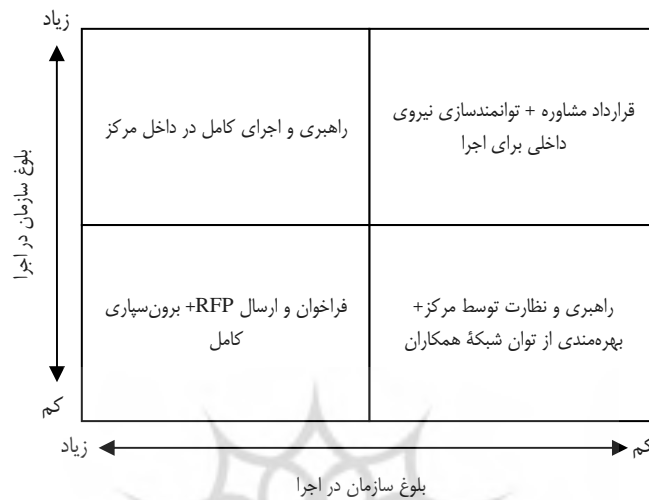 زیاد
قرارداد مشاوره + توانمندسازی نیروی
داخلی برای اجرا
راهبری و اجرای کامل در داخل مرکز
بلوغ سازمان در اجرا
راهبری و نظارت توسط مرکز+
بهره‌مندی از توان شبکۀ همکاران
فراخوان و ارسال RFP+ برون‌سپاری
کامل
کم
کم
زیاد
بلوغ سازمان در اجرا